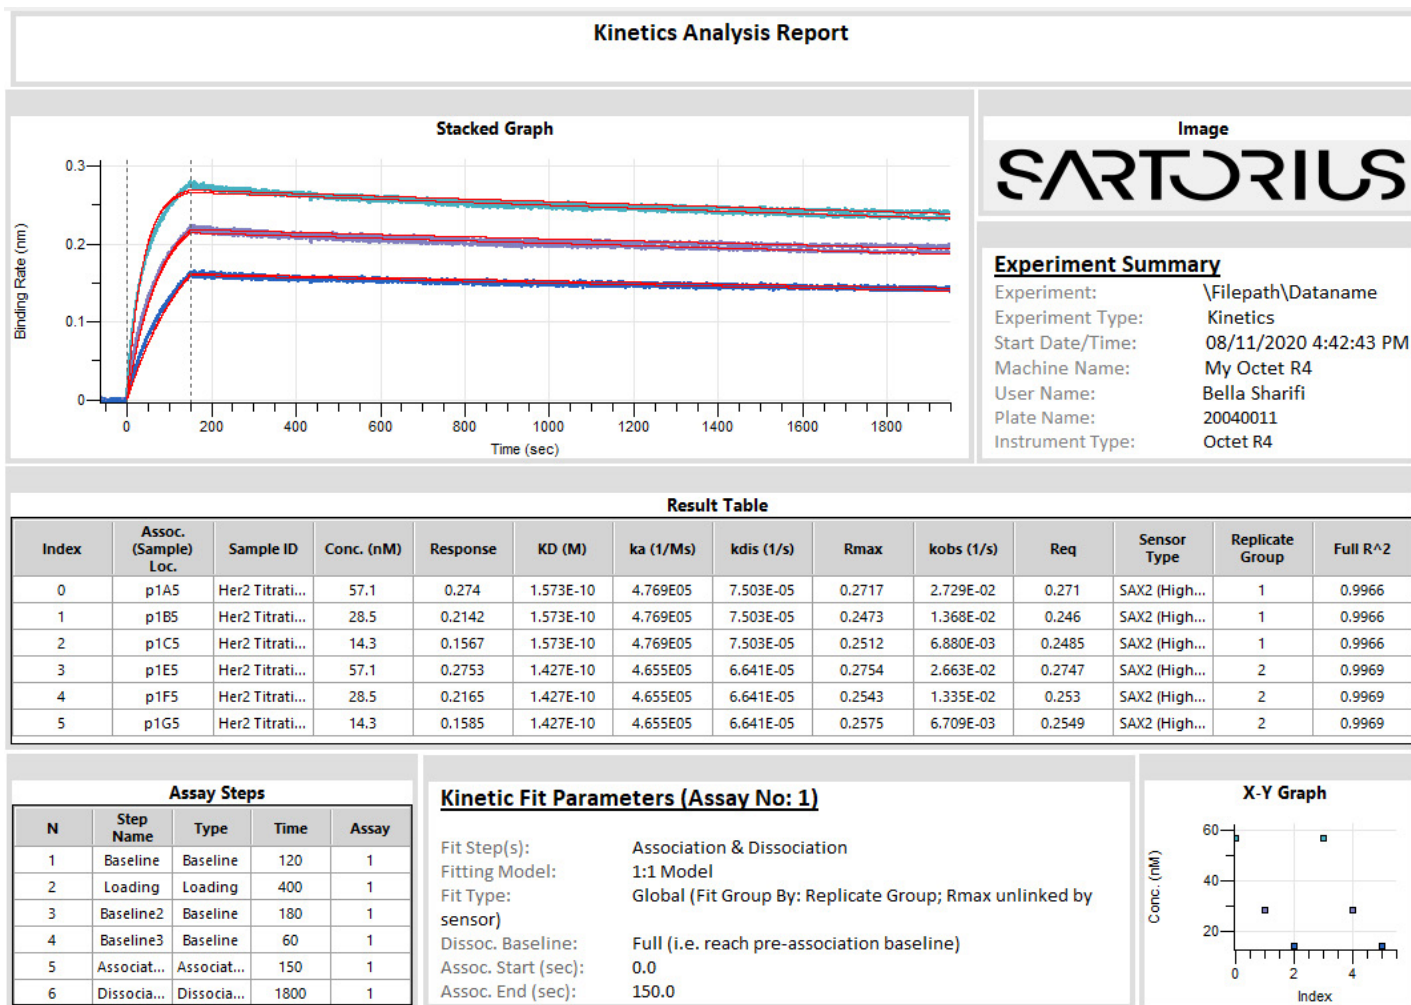 Kinetics Analysis Report
Stacked Graph
0.3
0.2
0.1
0
Binding Rate (nm)
0 200 400 600 800 1000 1200 1400 1600 1800
Time (sec)
Image
SARTORIUS
Experiment Summary
Experiment: \Filepath\Dataname
Experiment Type: Kinetics
Start Date/Time: 08/11/2020 4:42:43 PM
Machine Name: My Octet R4
User Name: Bella Sharifi
Plate Name: 20040011
Instrument Type: Octet R4
Result Table
Index Assoc. (Sample) Loc. Sample ID Conc. (nM) Response KD (M) ka (1/Ms) kdis (1/s) Rmax kobs (1/s) Req Sensor Type Replicate Group Full R^2
0 p1A5 Her2 Titrati... 57.1 0.274 1.573E-10 4.769E05 7.503E-05 0.2717 2.729E-02 0.271 SAX2 (High... 1 0.9966
1 p1B5 Her2 Titrati... 28.5 0.2142 1.573E-10 4.769E05 7.503E-05 0.2473 1.368E-02 0.246 SAX2 (High... 1 0.9966
2 p1C5 Her2 Titrati... 14.3 0.1567 1.573E-10 4.769E05 7.503E-05 0.2512 6.880E-03 0.2485 SAX2 (High... 1 0.9966
3 p1E5 Her2 Titrati... 57.1 0.2753 1.427E-10 4.655E05 6.641E-05 0.2754 2.663E-02 0.2747 SAX2 (High... 2 0.9969
4 p1F5 Her2 Titrati... 28.5 0.2165 1.427E-10 4.655E05 6.641E-05 0.2543 1.335E-02 0.253 SAX2 (High... 2 0.9969
5 p1G5 Her2 Titrati... 14.3 0.1585 1.427E-10 4.655E05 6.641E-05 0.2575 6.709E-03 0.2549 SAX2 (High... 2 0.9969
Assay Steps
N Step Name Type Time Assay
1 Baseline Baseline 120 1
2 Loading Loading 400 1
3 Baseline2 Baseline 180 1
4 Baseline3 Baseline 60 1
5 Associat... Associat... 150 1
6 Dissocia... Dissocia... 1800 1
Kinetic Fit Parameters (Assay No: 1)
Fit Step(s): Association & Dissociation
Fitting Model: 1:1 Model
Fit Type: Global (Fit Group By: Replicate Group; Rmax unlinked by
sensor)
Dissoc. Baseline: Full (i.e. reach pre-association baseline)
Assoc. Start (sec): 0.0
Assoc. End (sec): 150.0
X-Y Graph
60
40
20
Conc. (nM)
0 2 4
Index